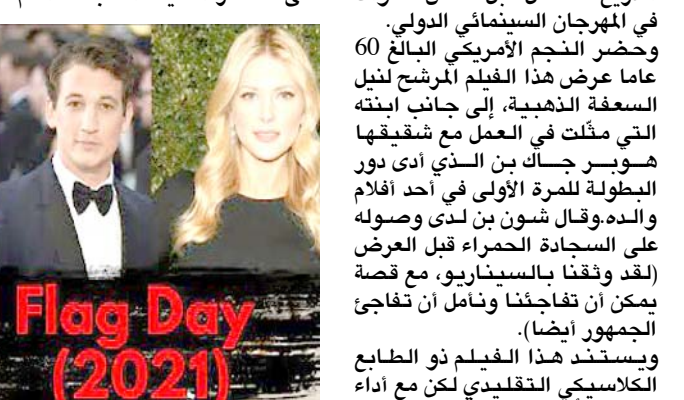 في المهرجان السينمائي الدولي.
وحضر النجم الأمريكي البالغ 60
عاما عرض هذا الفيلم المرشح لنيل
السعفة الذهبية، إلى جانب ابنته
التي مثّلت في العمل مع شقيقها
هوبر جاك بن الذي أدى دور
البطولة للمرة الأولى في أحد أفلام
والده.وقال شون بن لدى وصوله
على السجادة الحمراء قبل العرض
(لقد وثقنا بالسيناريو، مع قصة
يمكن أن تفاجئنا ونأمل أن تفاجئ
الجمهور أيضا).
ويستند هذا الفيلم ذو الطابع
الكلاسيكي التقليدي لكن مع أداء
Flag Day
(2021)